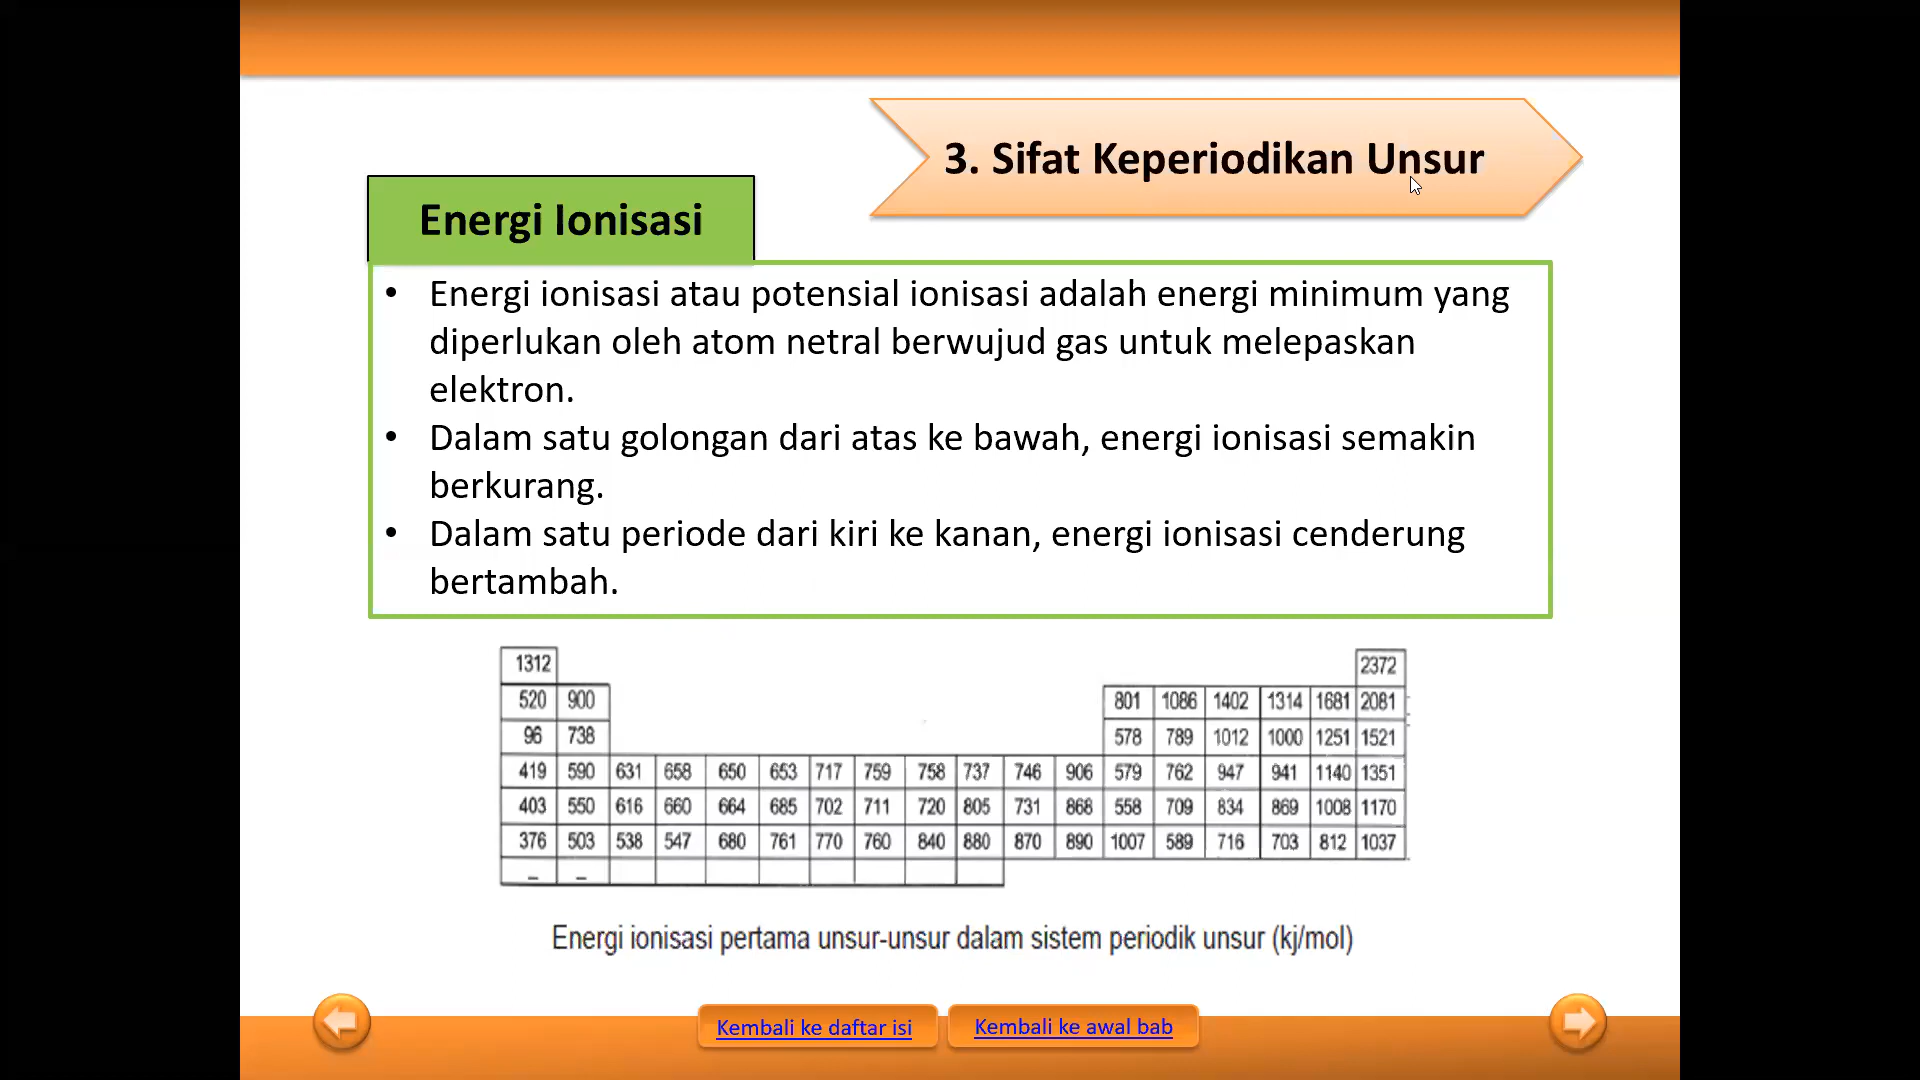 3. Sifat Keperiodikan Unsur
Energi Ionisasi
• Energi ionisasi atau potensial ionisasi adalah energi minimum yang
diperlukan oleh atom netral berwujud gas untuk melepaskan
elektron.
• Dalam satu golongan dari atas ke bawah, energi ionisasi semakin
berkurang.
• Dalam satu periode dari kiri ke kanan, energi ionisasi cenderung
bertambah.
1312 2372
520 900 801 1086 1402 1314 1681 2081
96 738 578 789 1012 1000 1251 1521
419 590 631 658 650 653 717 759 758 737 746 906 579 762 947 941 1140 1351
403 550 616 660 664 685 702 711 720 805 731 868 558 709 834 869 1008 1170
376 503 538 547 680 761 770 760 840 880 870 890 1007 589 716 703 812 1037
– –
Energi ionisasi pertama unsur-unsur dalam sistem periodik unsur (kj/mol)
Kembali ke daftar isi
Kembali ke awal bab